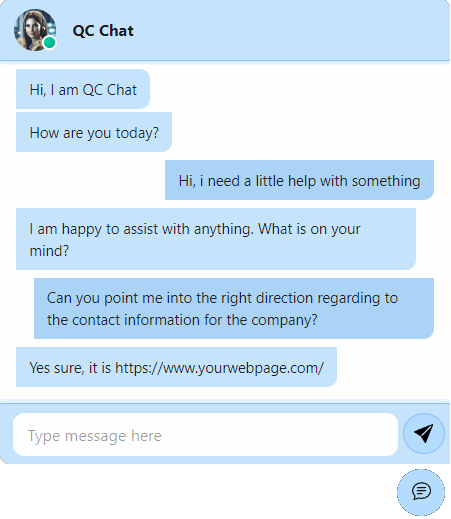 QC Chat
Hi, I am QC Chat
How are you today?
Hi, i need a little help with something
I am happy to assist with anything. What is on your
mind?
Can you point me into the right direction regarding to
the contact information for the company?
Yes sure, it is https://www.yourwebpage.com/
Type message here